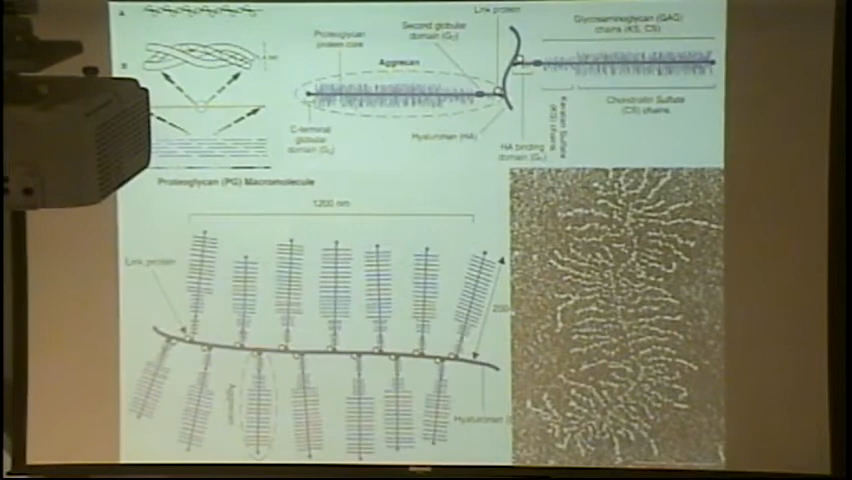 A
B
Proteoglycan
protein core
Second globular
domain (G₂)
Link protein
Glycosaminoglycan (GAG)
chains (KS, CS)
Aggrecan
C-terminal
globular
domain (G₃)
Hyaluronan (HA)
HA binding
domain (G₁)
Keratan Sulfate
(KS) chains
Chondroitin Sulfate
(CS) chains
Proteoglycan (PG) Macromolecule
1200 nm
Link protein
Aggrecan
Hyaluronan